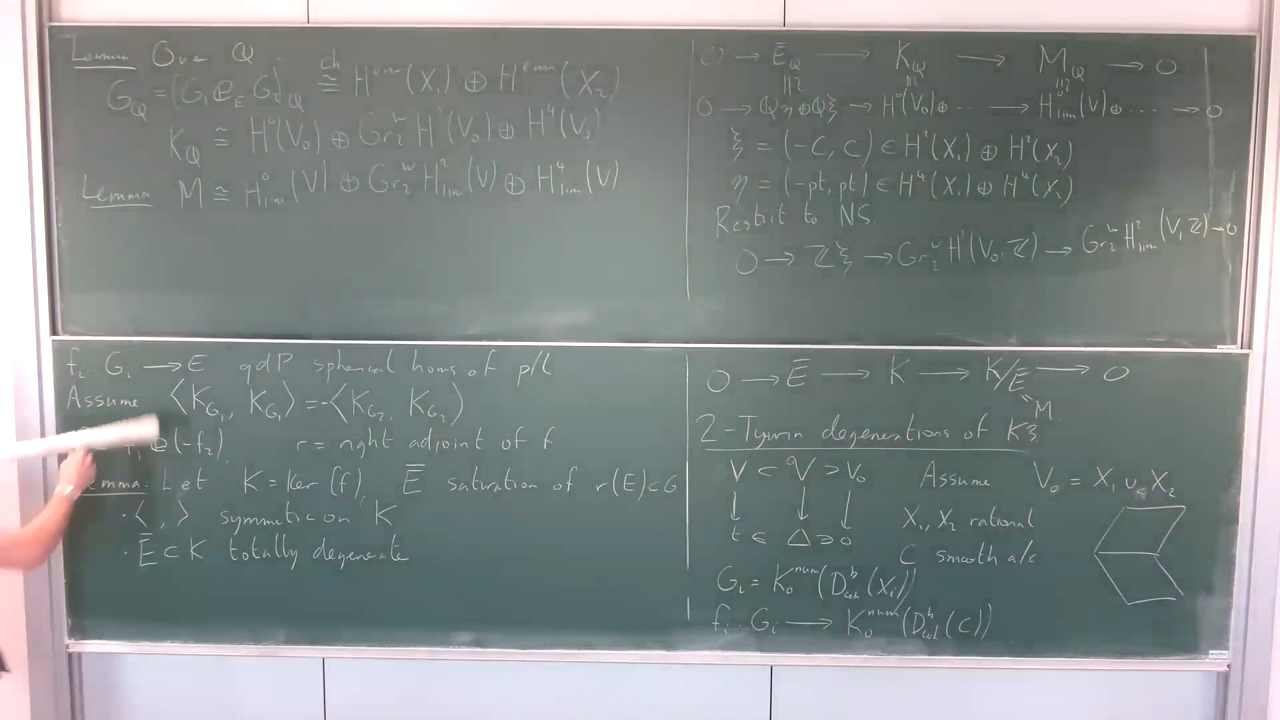 Lemma Over Q
G_Q = (G_1 ⊕_E G_2)_Q ≅^{ch} H^{even}(X_1) ⊕ H^{even}(X_2)
K_Q ≅ H^0(V_0) ⊕ Gr_2^W H^2(V_0) ⊕ H^4(V_0)
Lemma M ≅ H^0_{lim}(V) ⊕ Gr_2^W H^2_{lim}(V) ⊕ H^4_{lim}(V)
0 → Ē_Q → K_Q → M_Q → 0
0 → Qη ⊕ Qξ → H^0(V_0) ⊕ ··· → H^0_{lim}(V) ⊕ ··· → 0
ξ = (-C, C) ∈ H^2(X_1) ⊕ H^2(X_2)
η = (-pt, pt) ∈ H^4(X_1) ⊕ H^4(X_2)
Restrict to NS.
0 → Zξ → Gr_2^W H^2(V_0, Z) → Gr_2^W H^2_{lim}(V, Z) → 0
f_i : G_i → E qdP spherical homs of p/l
Assume ⟨K_{G_1}, K_{G_1}⟩ = -⟨K_{G_2}, K_{G_2}⟩
f_1 ⊕ (-f_2) r = right adjoint of f
Lemma: Let K = Ker(f), Ē saturation of r(E) ⊂ G
· ⟨ , ⟩ symmetric on K
· Ē ⊂ K totally degenerate
0 → Ē → K → K/Ē → 0
M
2-Tyurin degenerations of K3
V ⊂ 𝒱 ⊃ V_0 Assume V_0 = X_1 ∪_C X_2
X_1, X_2 rational
t ∈ Δ ∋ 0
C smooth a/c
G_i = K_0^{num}(D^b_{coh}(X_i))
f_i : G_i → K_0^{num}(D^b_{coh}(C))